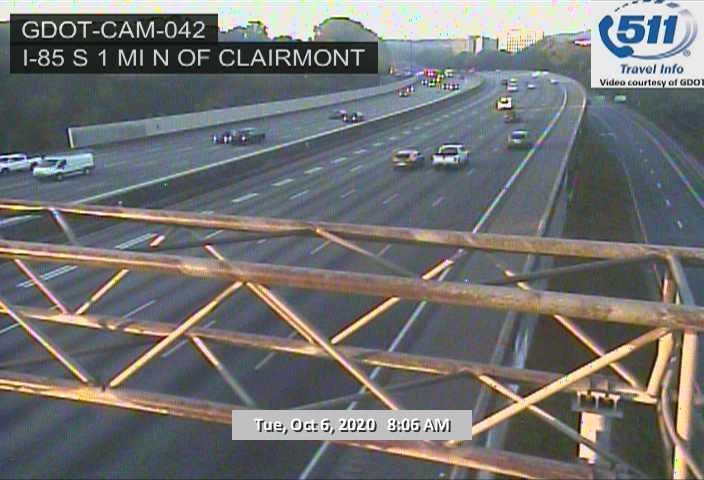 GDOT-CAM-042
I-85 S 1 MI N OF CLAIRMONT
511
Travel Info
Video courtesy of GDOT
Tue, Oct 6, 2020 8:06 AM